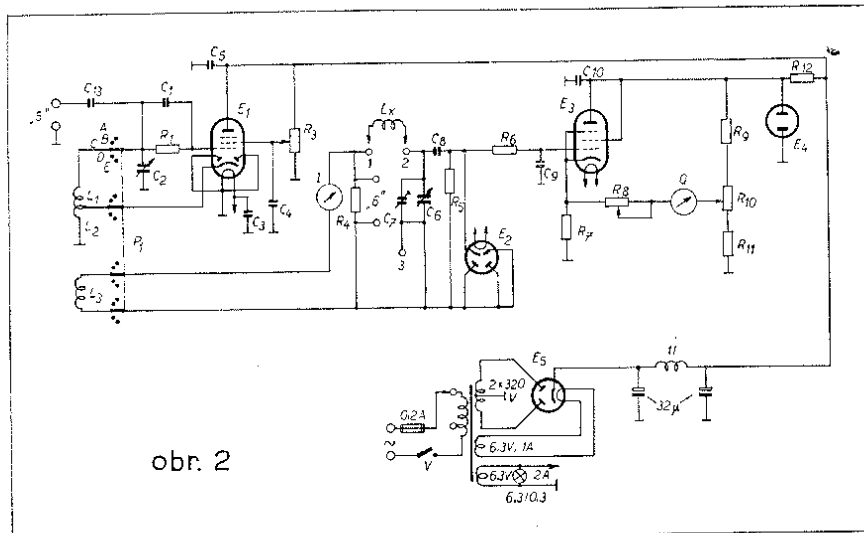 C5
C13
C1
E1
„5"
A
B
C
D
E
R1
R3
C2
L1
L2
P1
C3
C4
L3
I
Lx
1
2
R4
„6"
C7
C6
3
C8
R5
E2
R6
C9
C10
E3
R7
R8
Q
R9
R10
R11
R12
E4
E5
2×320
V
0,2A
~
V
6.3V, 1A
6.3V
2A
6.3/0.3
Tl
32µ
obr. 2